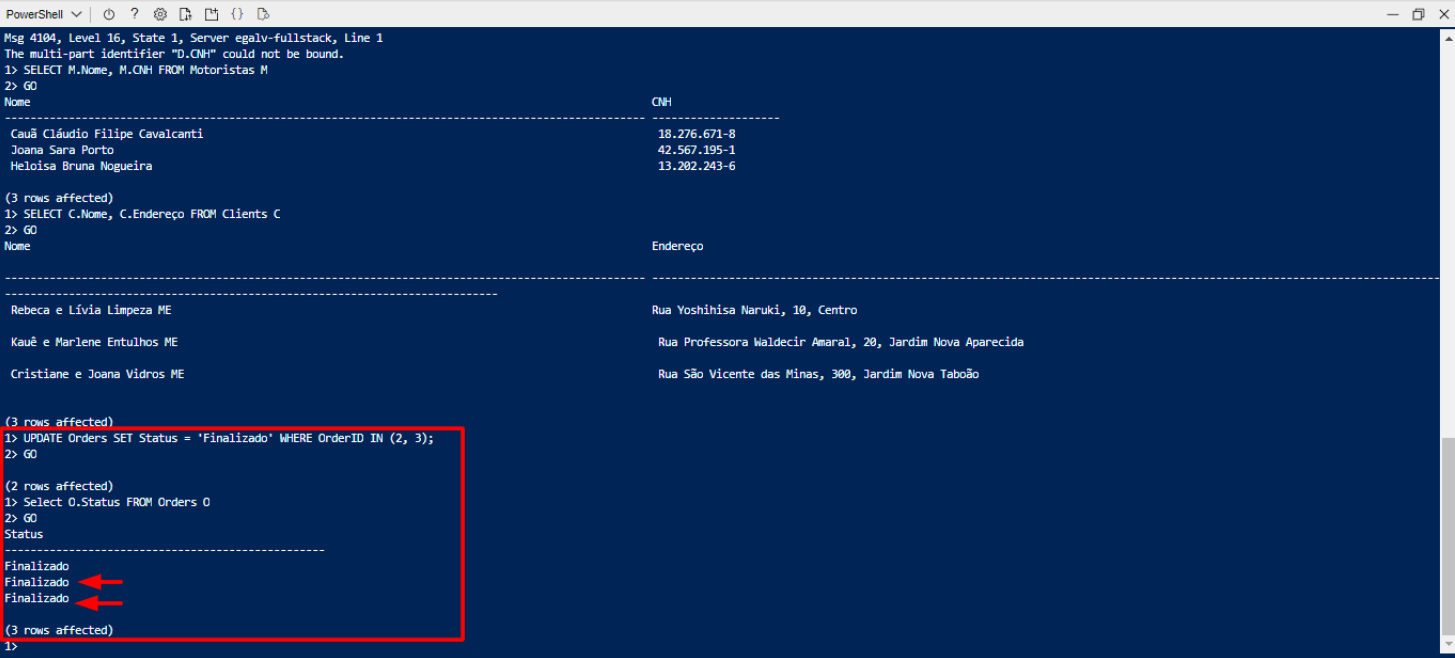 PowerShell
Msg 4104, Level 16, State 1, Server egalv-fullstack, Line 1
The multi-part identifier "D.CNH" could not be bound.
1> SELECT M.Nome, M.CNH FROM Motoristas M
2> GO
Nome CNH
Cauã Cláudio Filipe Cavalcanti 18.276.671-8
Joana Sara Porto 42.567.195-1
Heloisa Bruna Nogueira 13.202.243-6
(3 rows affected)
1> SELECT C.Nome, C.Endereço FROM Clients C
2> GO
Nome Endereço
Rebeca e Lívia Limpeza ME Rua Yoshihisa Naruki, 10, Centro
Kauê e Marlene Entulhos ME Rua Professora Waldecir Amaral, 20, Jardim Nova Aparecida
Cristiane e Joana Vidros ME Rua São Vicente das Minas, 300, Jardim Nova Taboão
(3 rows affected)
1> UPDATE Orders SET Status = 'Finalizado' WHERE OrderID IN (2, 3);
2> GO
(2 rows affected)
1> Select O.Status FROM Orders O
2> GO
Status
Finalizado
Finalizado
Finalizado
(3 rows affected)
1>